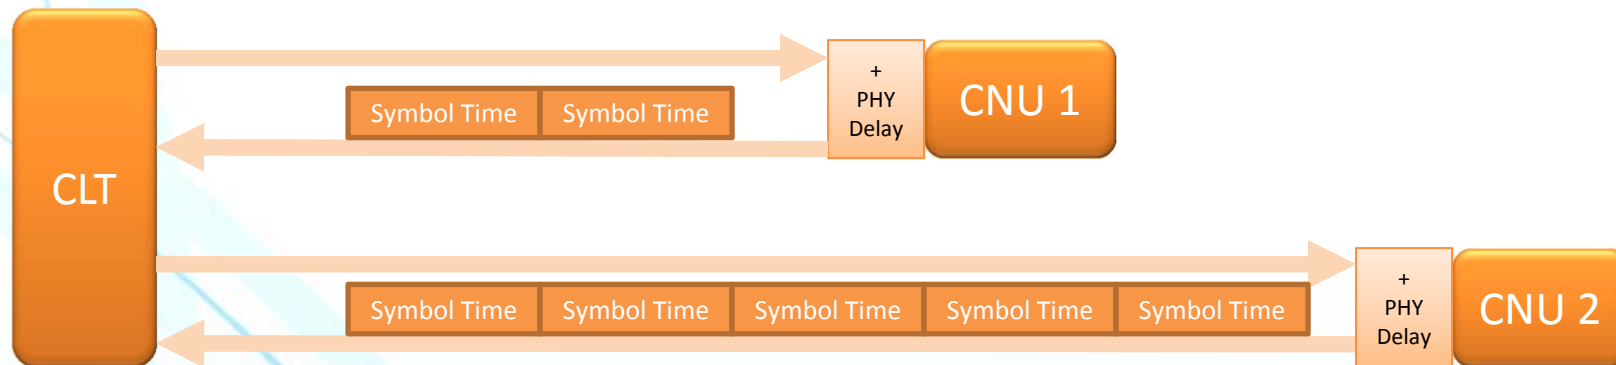 CLT
+
PHY
Delay
CNU 1
Symbol Time
Symbol Time
+
PHY
Delay
CNU 2
Symbol Time
Symbol Time
Symbol Time
Symbol Time
Symbol Time